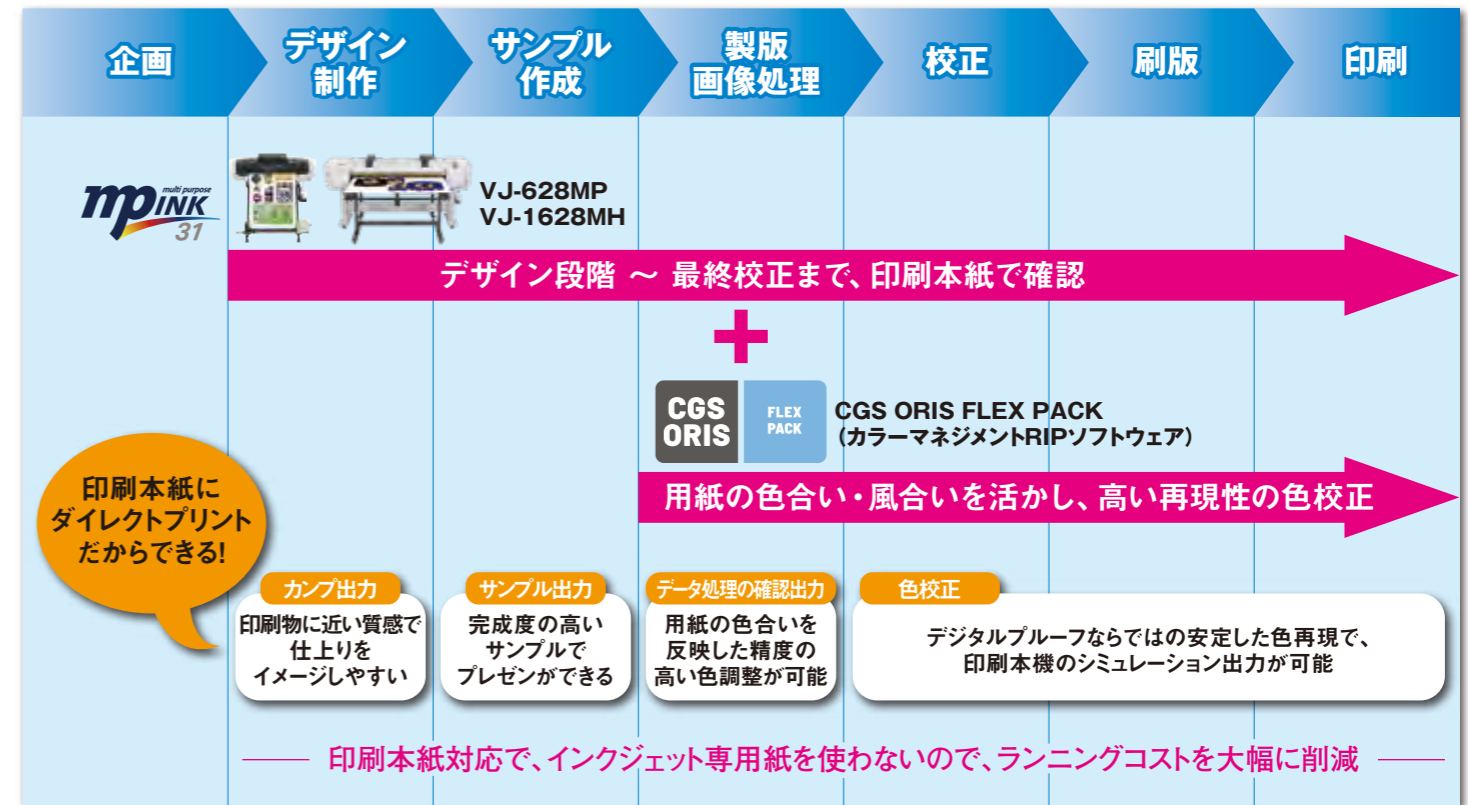 企画
デザイン
制作
サンプル
作成
製版
画像処理
校正
刷版
印刷
mp INK multi purpose
31
VJ-628MP
VJ-1628MH
デザイン段階 ～ 最終校正まで、印刷本紙で確認
+
CGS
ORIS
FLEX
PACK
CGS ORIS FLEX PACK
（カラーマネジメントRIPソフトウェア）
用紙の色合い・風合いを活かし、高い再現性の色校正
印刷本紙に
ダイレクトプリント
だからできる!
カンプ出力
印刷物に近い質感で
仕上りを
イメージしやすい
サンプル出力
完成度の高い
サンプルで
プレゼンができる
データ処理の確認出力
用紙の色合いを
反映した精度の
高い色調整が可能
色校正
デジタルプルーフならではの安定した色再現で、
印刷本機のシミュレーション出力が可能
印刷本紙対応で、インクジェット専用紙を使わないので、ランニングコストを大幅に削減